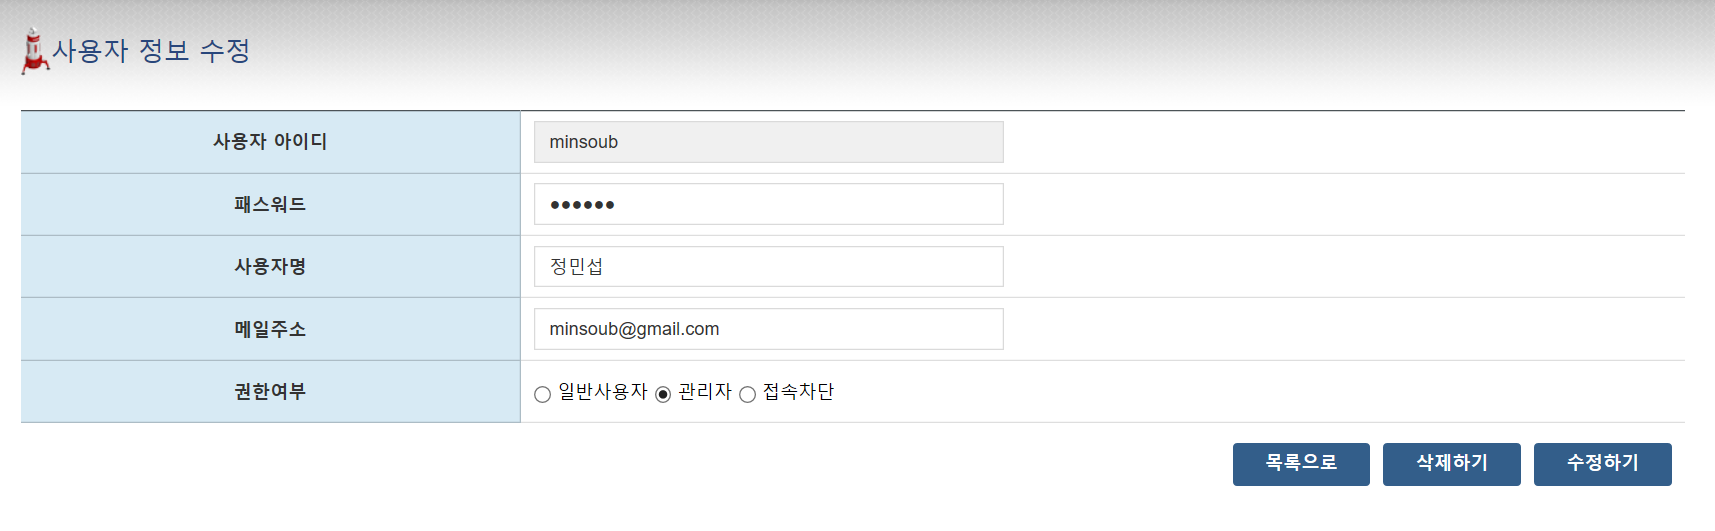 사용자 정보 수정
사용자 아이디 minsoub
패스워드 ●●●●●●
사용자명 정민섭
메일주소 minsoub@gmail.com
권한여부 일반사용자 관리자 접속차단
목록으로 삭제하기 수정하기